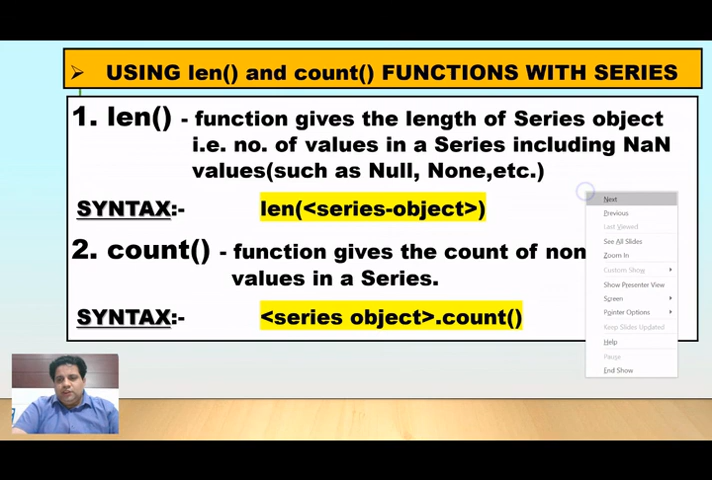 ➢ USING len() and count() FUNCTIONS WITH SERIES
1. len() - function gives the length of Series object
i.e. no. of values in a Series including NaN
values(such as Null, None,etc.)
SYNTAX:- len(<series-object>)
2. count() - function gives the count of non
values in a Series.
SYNTAX:- <series object>.count()
Next
Previous
Last Viewed
See All Slides
Zoom In
Custom Show
Show Presenter View
Screen
Pointer Options
Keep Slides Updated
Help
Pause
End Show